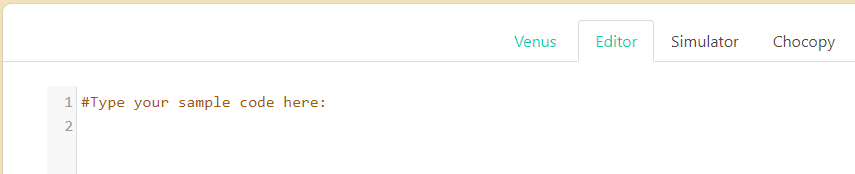 Venus Editor Simulator Chocopy
1 #Type your sample code here:
2